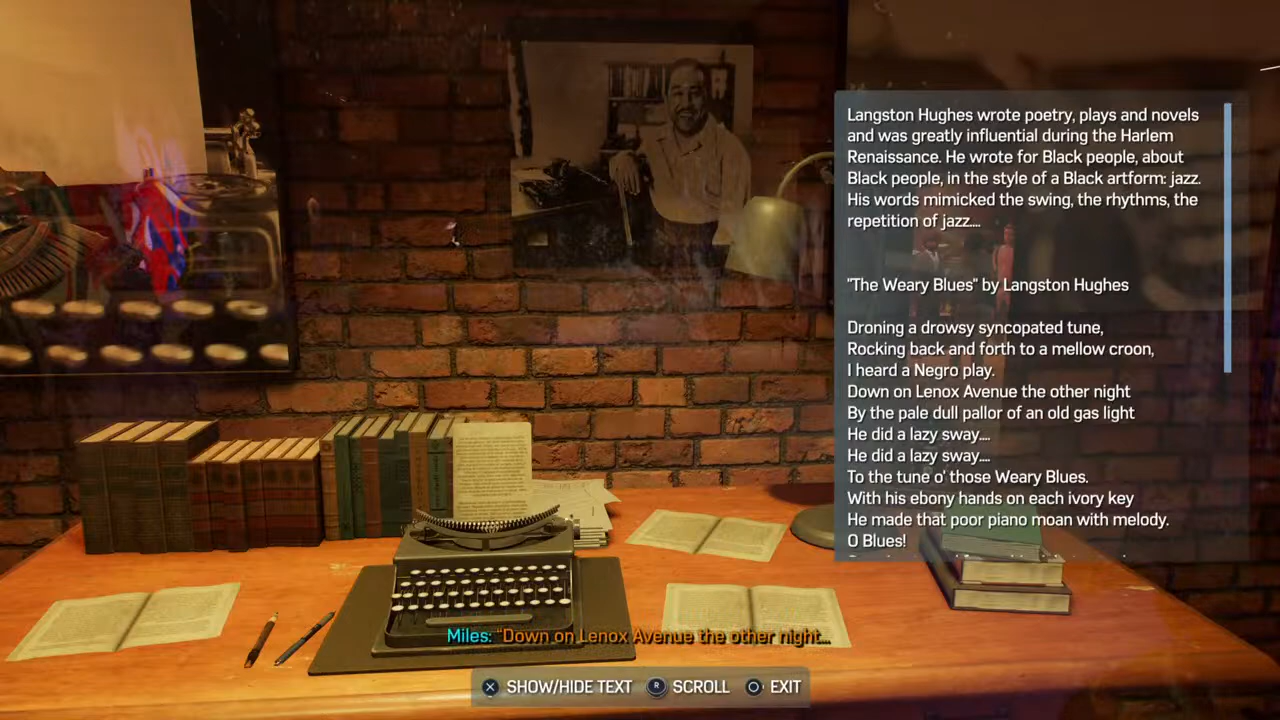 Langston Hughes wrote poetry, plays and novels
and was greatly influential during the Harlem
Renaissance. He wrote for Black people, about
Black people, in the style of a Black artform: jazz.
His words mimicked the swing, the rhythms, the
repetition of jazz....
"The Weary Blues" by Langston Hughes
Droning a drowsy syncopated tune,
Rocking back and forth to a mellow croon,
I heard a Negro play.
Down on Lenox Avenue the other night
By the pale dull pallor of an old gas light
He did a lazy sway....
He did a lazy sway....
To the tune o' those Weary Blues.
With his ebony hands on each ivory key
He made that poor piano moan with melody.
O Blues!
Miles: "Down on Lenox Avenue the other night...
SHOW/HIDE TEXT R SCROLL EXIT